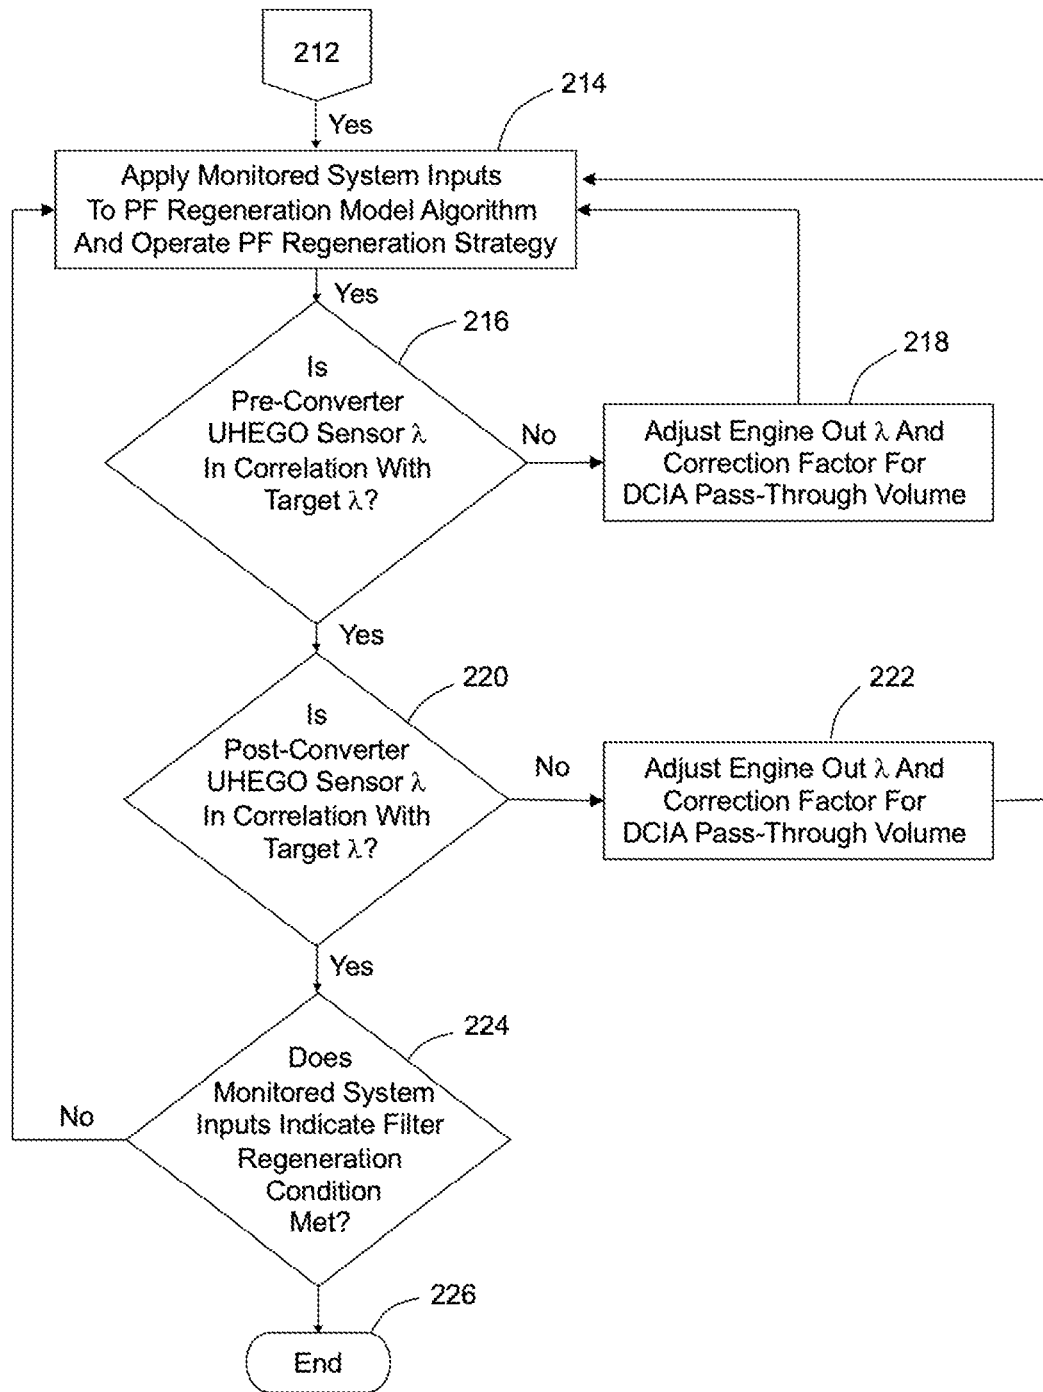 212
Yes
214
Apply Monitored System Inputs
To PF Regeneration Model Algorithm
And Operate PF Regeneration Strategy
Yes
216
Is
Pre-Converter
UHEGO Sensor λ
In Correlation With
Target λ?
No
218
Adjust Engine Out λ And
Correction Factor For
DCIA Pass-Through Volume
Yes
220
Is
Post-Converter
UHEGO Sensor λ
In Correlation With
Target λ?
No
222
Adjust Engine Out λ And
Correction Factor For
DCIA Pass-Through Volume
Yes
224
Does
Monitored System
Inputs Indicate Filter
Regeneration
Condition
Met?
No
226
End